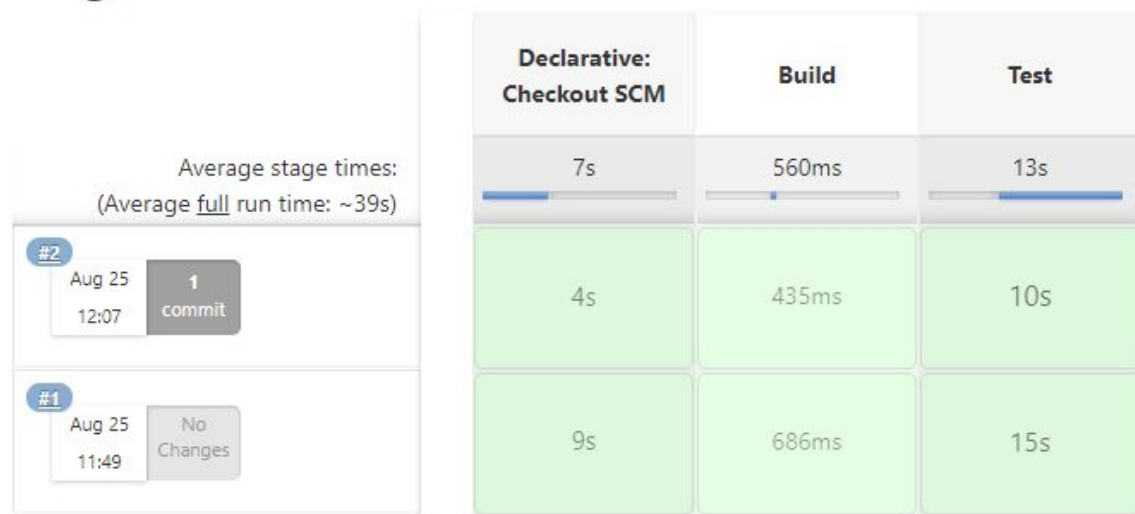 Declarative:
Checkout SCM
Build
Test
Average stage times:
(Average full run time: ~39s)
7s
560ms
13s
#2
Aug 25
12:07
1
commit
4s
435ms
10s
#1
Aug 25
11:49
No
Changes
9s
686ms
15s